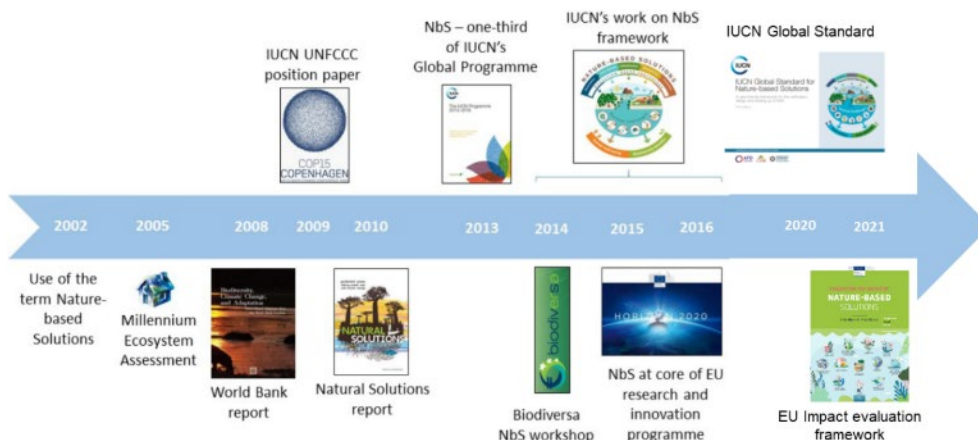 IUCN UNFCCC
position paper
COP15
COPENHAGEN
NbS – one-third
of IUCN's
Global Programme
IUCN's work on NbS
framework
NATURE-BASED SOLUTIONS
IUCN Global Standard
IUCN
IUCN Global Standard for
Nature-based Solutions
2002
2005
2008
2009
2010
2013
2014
2015
2016
2020
2021
Use of the
term Nature-
based
Solutions
Millennium
Ecosystem
Assessment
Biodiversity,
Climate Change,
and Adaptation
World Bank
report
NATURAL
SOLUTIONS
Natural Solutions
report
biodiversa
Biodiversa
NbS workshop
HORIZON 2020
NbS at core of EU
research and
innovation
programme
NATURE-BASED
SOLUTIONS
EU Impact evaluation
framework